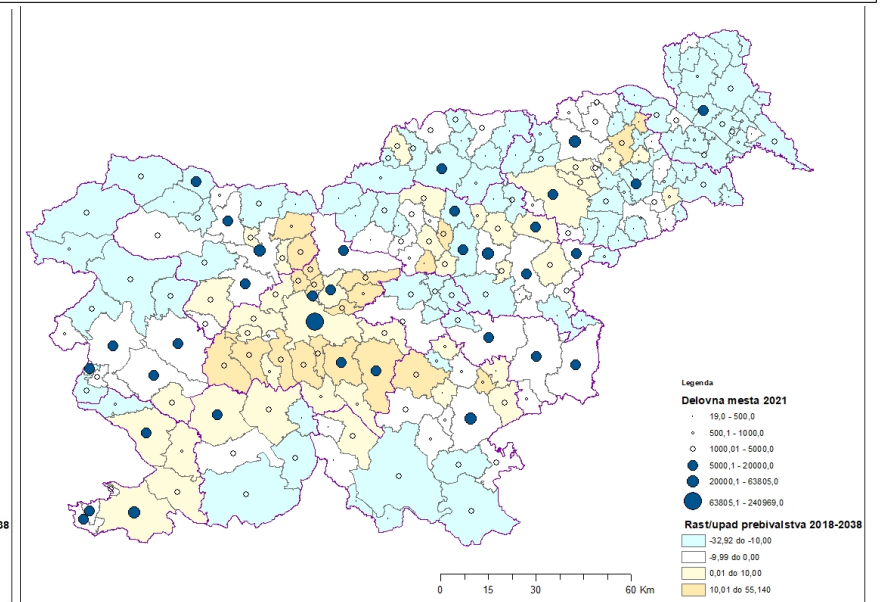 Legenda
Delovna mesta 2021
19,0 - 500,0
500,1 - 1000,0
1000,01 - 5000,0
5000,1 - 20000,0
20000,1 - 63805,0
63805,1 - 240969,0
38
Rast/upad prebivalstva 2018-2038
-32,92 do -10,00
-9,99 do 0,00
0,01 do 10,00
10,01 do 55,140
0 15 30 60 Km